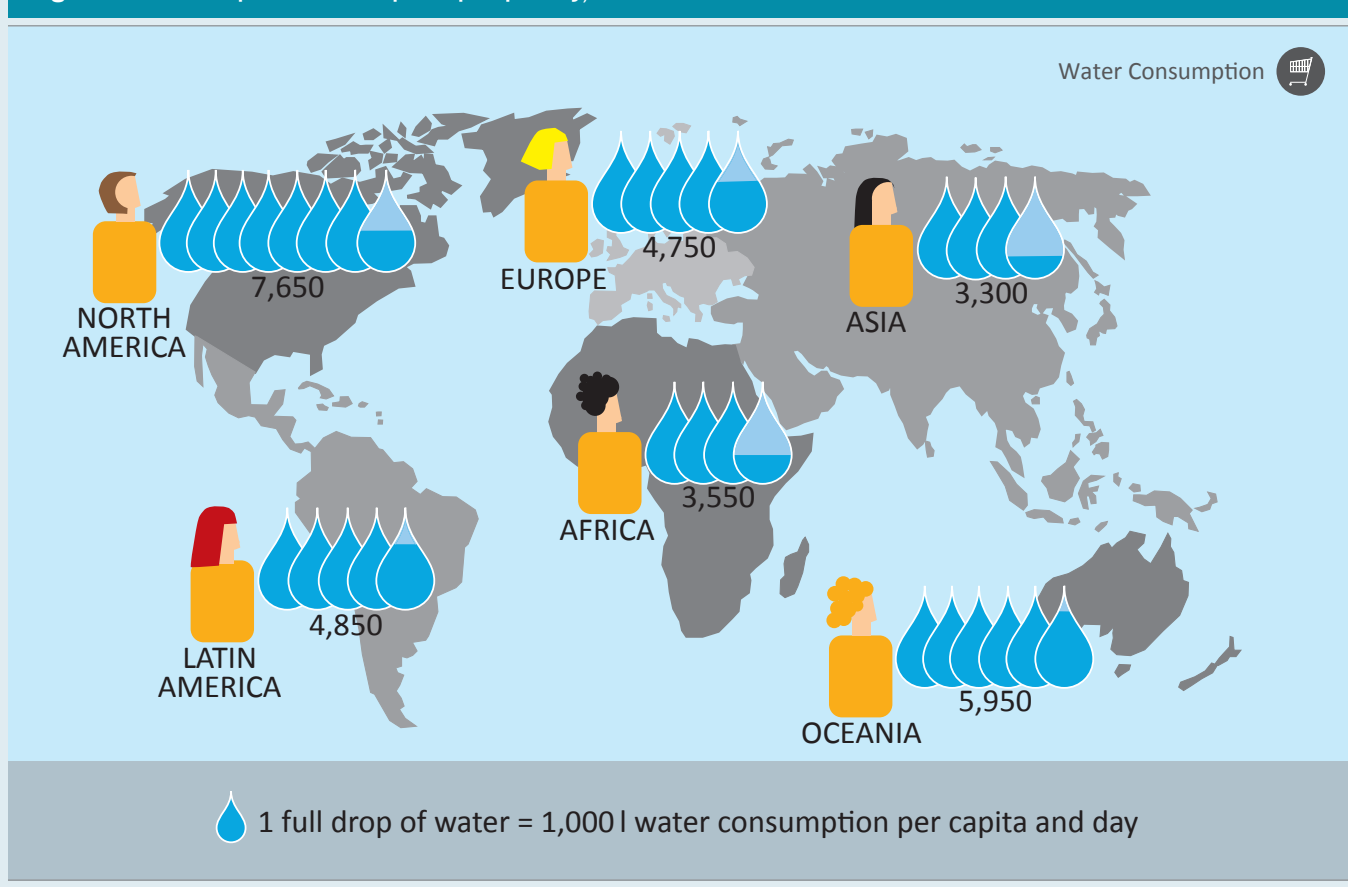 Water Consumption
7,650
NORTH
AMERICA
4,750
EUROPE
3,300
ASIA
3,550
AFRICA
4,850
LATIN
AMERICA
5,950
OCEANIA
1 full drop of water = 1,000 l water consumption per capita and day